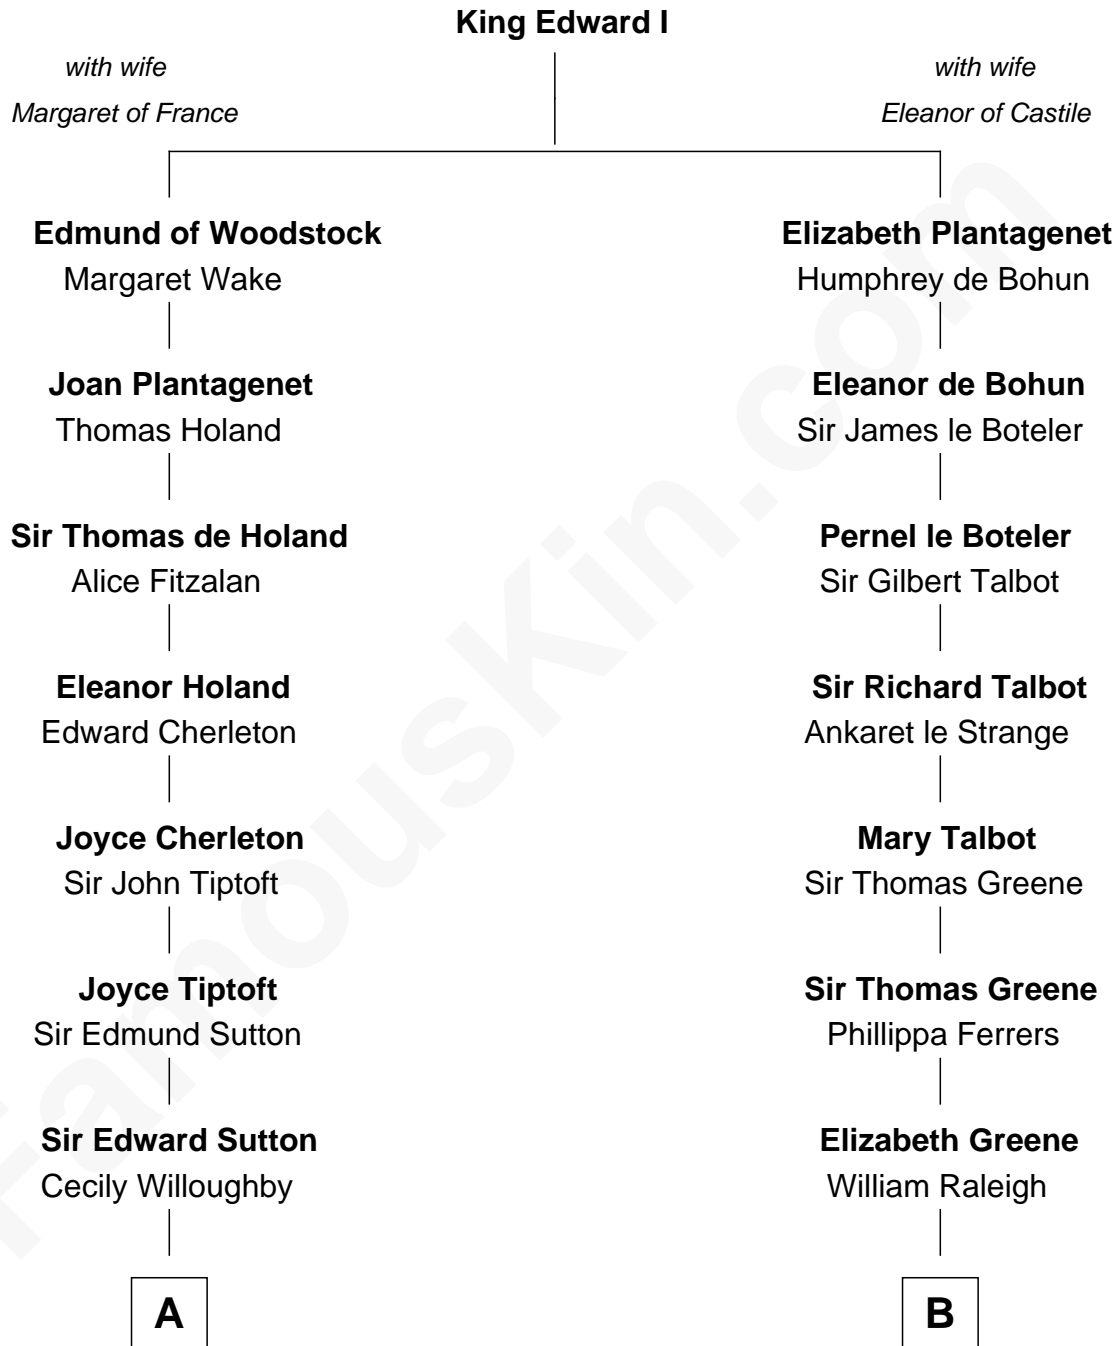 King Edward I
with wife
Margaret of France
with wife
Eleanor of Castile
Edmund of Woodstock
Margaret Wake
Elizabeth Plantagenet
Humphrey de Bohun
Joan Plantagenet
Thomas Holand
Eleanor de Bohun
Sir James le Boteler
Sir Thomas de Holand
Alice Fitzalan
Pernel le Boteler
Sir Gilbert Talbot
Eleanor Holand
Edward Cherleton
Sir Richard Talbot
Ankaret le Strange
Joyce Cherleton
Sir John Tiptoft
Mary Talbot
Sir Thomas Greene
Joyce Tiptoft
Sir Edmund Sutton
Sir Thomas Greene
Phillippa Ferrers
Sir Edward Sutton
Cecily Willoughby
Elizabeth Greene
William Raleigh
A
B
FamousKin.com